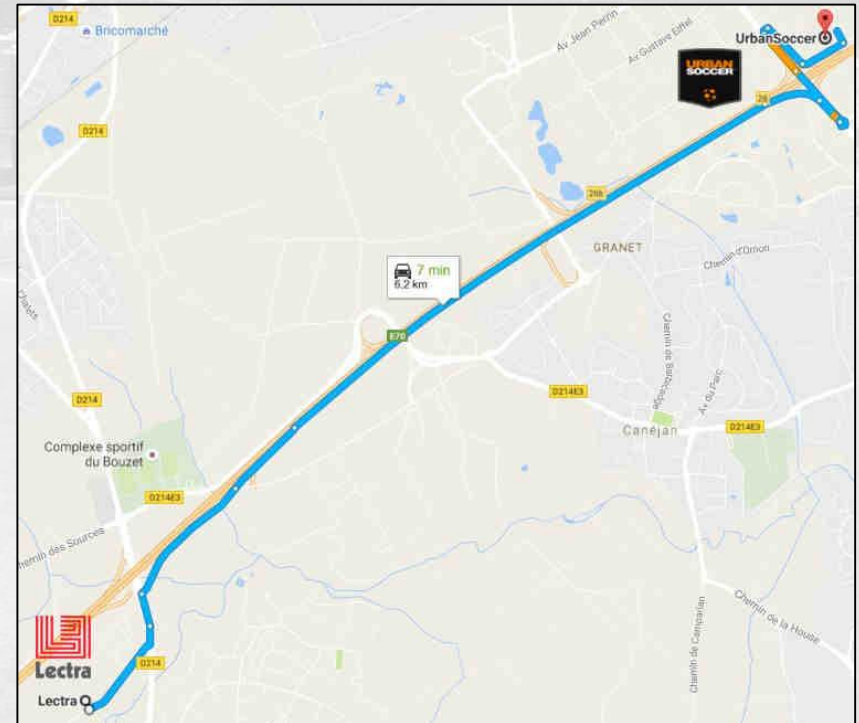 D214
Bricomarché
Av Jean Perrin
Av Gustave Eiffel
UrbanSoccer
URBAN
SOCCER
26
D214
26b
GRANET
Chemin d'Ornon
7 min
6,2 km
E70
Chemin de Barbicadge
Av du Parc
D214E3
D214
Canéjan
D214E3
Complexe sportif
du Bouzet
D214E3
Chemin des Sources
Chemin de Camparian
Chemin de la House
Lectra
D214
Lectra